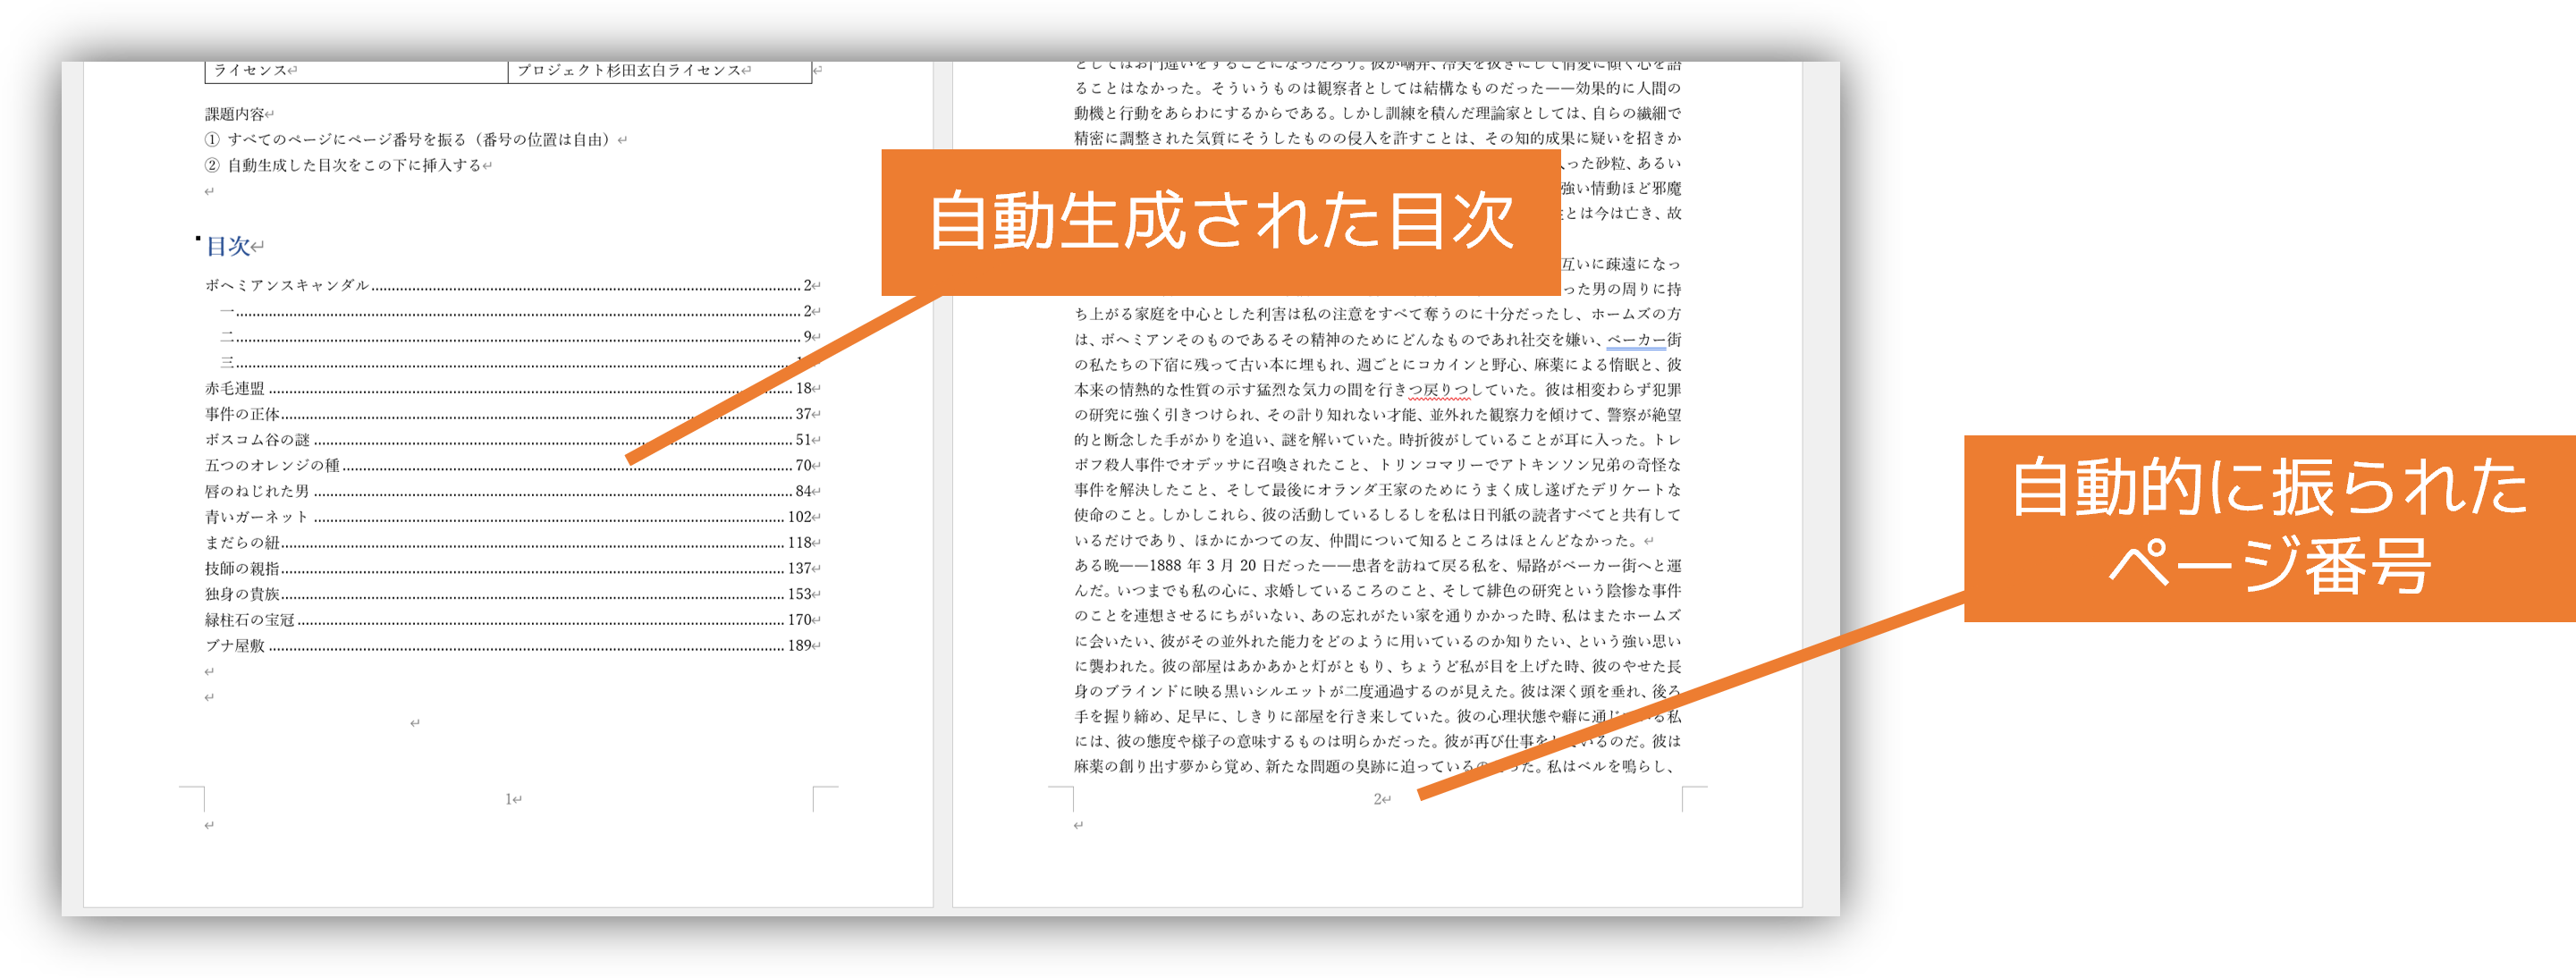 ライセンス↵ プロジェクト杉田玄白ライセンス↵ ↵
課題内容↵
① すべてのページにページ番号を振る（番号の位置は自由）↵
② 自動生成した目次をこの下に挿入する↵
↵
目次↵
ボヘミアンスキャンダル 2↵
一 2↵
二 9↵
三
赤毛連盟 18↵
事件の正体 37↵
ボスコム谷の謎 51↵
五つのオレンジの種 70↵
唇のねじれた男 84↵
青いガーネット 102↵
まだらの紐 118↵
技師の親指 137↵
独身の貴族 153↵
緑柱石の宝冠 170↵
ブナ屋敷 189↵
↵
↵
↵
1↵
↵
自動生成された目次
としてはお門違いをすることになったろう。彼が嘲弄、冷笑を抜きにして情愛に傾く心を語
ることはなかった。そういうものは観察者としては結構なものだった――効果的に人間の
動機と行動をあらわにするからである。しかし訓練を積んだ理論家としては、自らの繊細で
精密に調整された気質にそうしたものの侵入を許すことは、その知的成果に疑いを招きか
った砂粒、あるい
強い情動ほど邪魔
とは今は亡き、故
互いに疎遠になっ
った男の周りに持
ち上がる家庭を中心とした利害は私の注意をすべて奪うのに十分だったし、ホームズの方
は、ボヘミアンそのものであるその精神のためにどんなものであれ社交を嫌い、ベーカー街
の私たちの下宿に残って古い本に埋もれ、週ごとにコカインと野心、麻薬による惰眠と、彼
本来の情熱的な性質の示す猛烈な気力の間を行きつ戻りつしていた。彼は相変わらず犯罪
の研究に強く引きつけられ、その計り知れない才能、並外れた観察力を傾けて、警察が絶望
的と断念した手がかりを追い、謎を解いていた。時折彼がしていることが耳に入った。トレ
ポフ殺人事件でオデッサに召喚されたこと、トリンコマリーでアトキンソン兄弟の奇怪な
事件を解決したこと、そして最後にオランダ王家のためにうまく成し遂げたデリケートな
使命のこと。しかしこれら、彼の活動しているしるしを私は日刊紙の読者すべてと共有して
いるだけであり、ほかにかつての友、仲間について知るところはほとんどなかった。↵
ある晩――1888 年 3 月 20 日だった――患者を訪ねて戻る私を、帰路がベーカー街へと運
んだ。いつまでも私の心に、求婚しているころのこと、そして緋色の研究という陰惨な事件
のことを連想させるにちがいない、あの忘れがたい家を通りかかった時、私はまたホームズ
に会いたい、彼がその並外れた能力をどのように用いているのか知りたい、という強い思い
に襲われた。彼の部屋はあかあかと灯がともり、ちょうど私が目を上げた時、彼のやせた長
身のブラインドに映る黒いシルエットが二度通過するのが見えた。彼は深く頭を垂れ、後ろ
手を握り締め、足早に、しきりに部屋を行き来していた。彼の心理状態や癖に通じ る私
には、彼の態度や様子の意味するものは明らかだった。彼が再び仕事を いるのだ。彼は
麻薬の創り出す夢から覚め、新たな問題の臭跡に迫っている った。私はベルを鳴らし、
2↵
↵
自動的に振られた
ページ番号